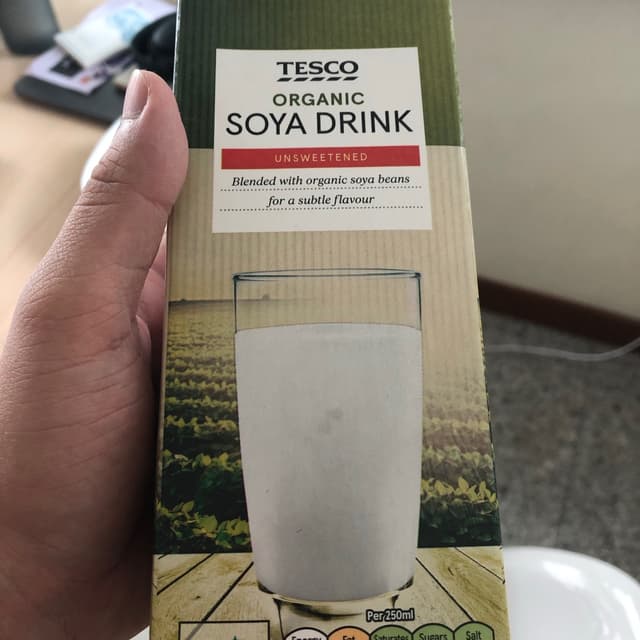 TESCO
ORGANIC
SOYA DRINK
UNSWEETENED
Blended with organic soya beans
for a subtle flavour
Per 250ml
Energy Fat Saturates Sugars Salt